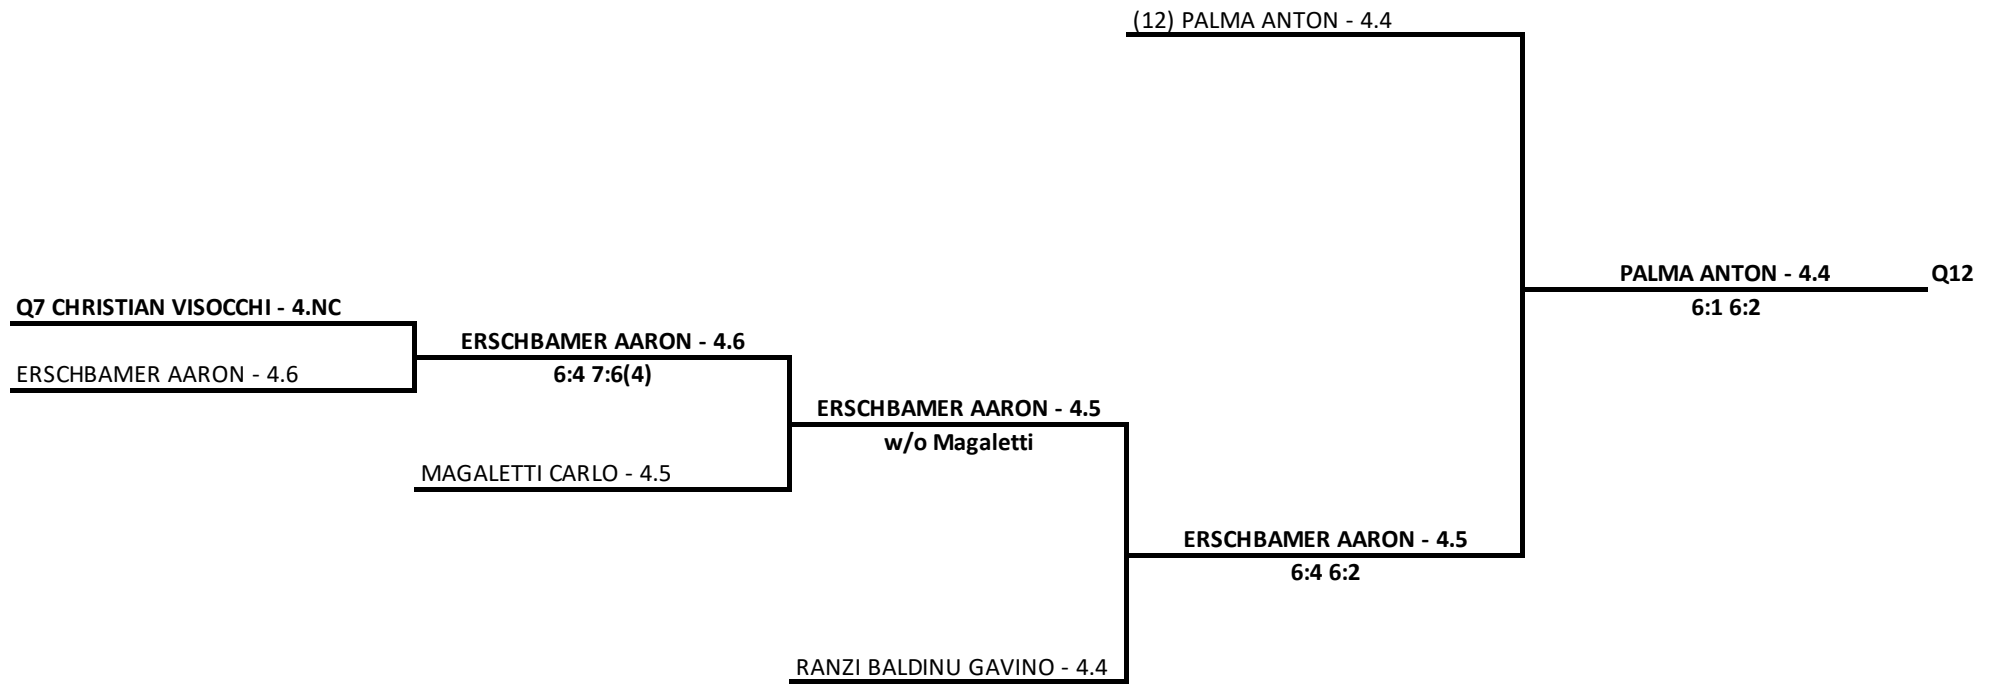 (12) PALMA ANTON - 4.4
PALMA ANTON - 4.4
Q12
6:1 6:2
Q7 CHRISTIAN VISOCCHI - 4.NC
ERSCHBAMER AARON - 4.6
ERSCHBAMER AARON - 4.6
6:4 7:6(4)
ERSCHBAMER AARON - 4.5
w/o Magaletti
MAGALETTI CARLO - 4.5
ERSCHBAMER AARON - 4.5
6:4 6:2
RANZI BALDINU GAVINO - 4.4